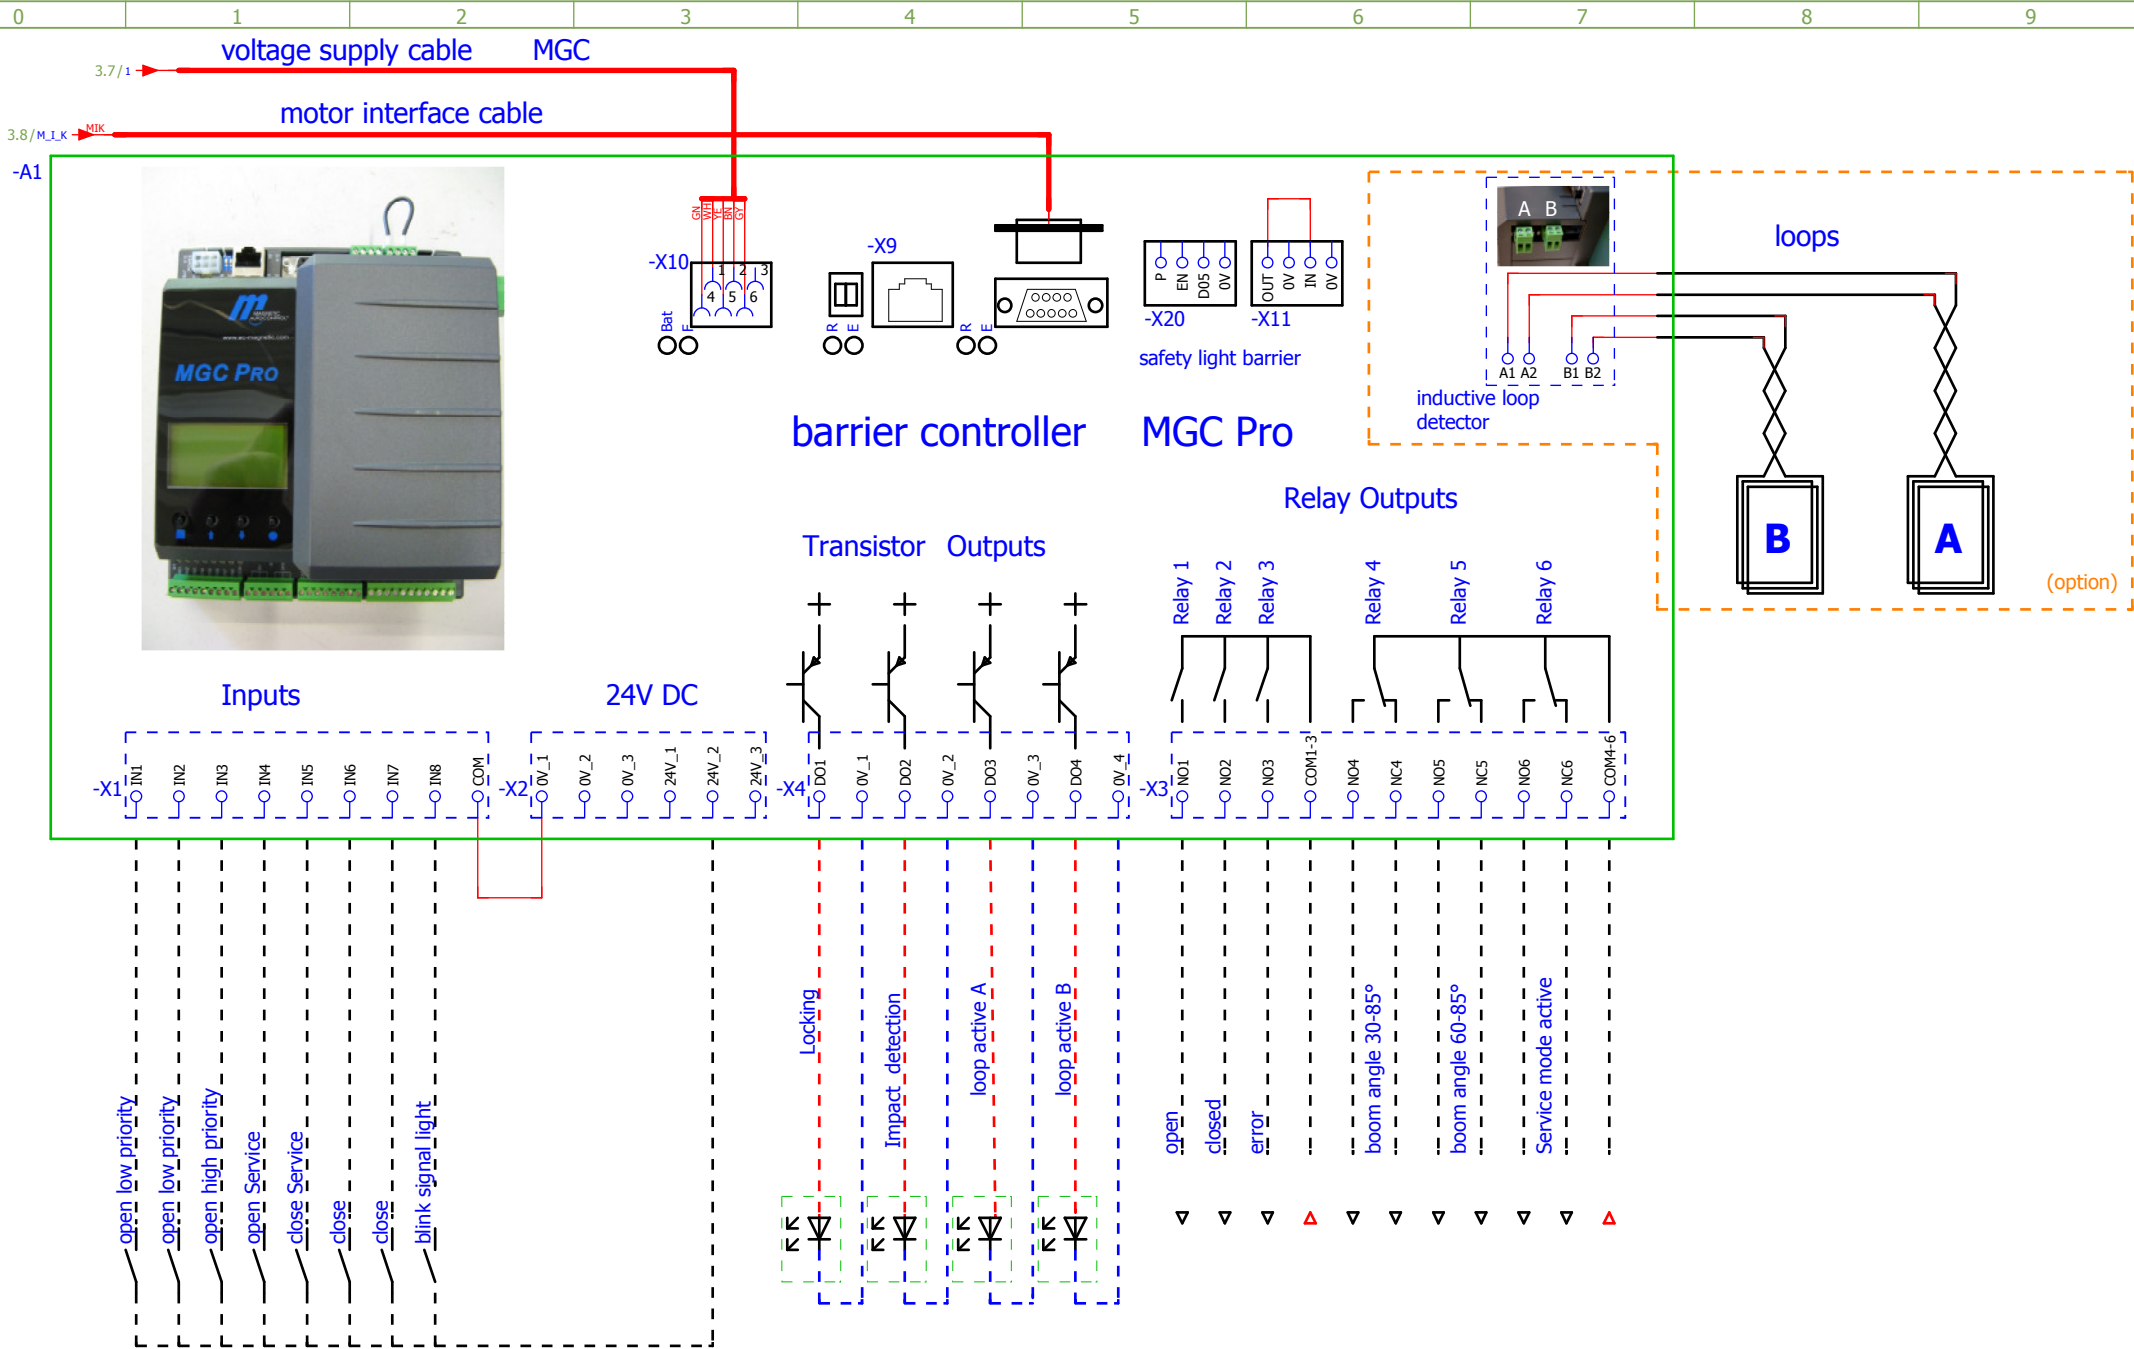 0 1 2 3 4 5 6 7 8 9
voltage supply cable MGC
3.7/1
motor interface cable
3.8/M_I_K MIK
-A1
GN WH YE BN GY
-X10
1 2 3
4 5 6
Bat F
-X9
R E
R E
P EN D05 0V
-X20
OUT 0V IN 0V
-X11
safety light barrier
A B
A1 A2 B1 B2
inductive loop
detector
loops
B A
(option)
www.ac-magnetic.com
MGC PRO
barrier controller MGC Pro
Relay Outputs
Transistor Outputs
Relay 1 Relay 2 Relay 3 Relay 4 Relay 5 Relay 6
Inputs
24V DC
-X1 IN1 IN2 IN3 IN4 IN5 IN6 IN7 IN8 COM
-X2 0V_1 0V_2 0V_3 24V_1 24V_2 24V_3
-X4 DO1 0V_1 DO2 0V_2 DO3 0V_3 DO4 0V_4
-X3 NO1 NO2 NO3 COM1-3 NO4 NC4 NO5 NC5 NO6 NC6 COM4-6
open low priority
open low priority
open high priority
open Service
close Service
close
close
blink signal light
Locking
Impact detection
loop active A
loop active B
open
closed
error
boom angle 30-85°
boom angle 60-85°
Service mode active